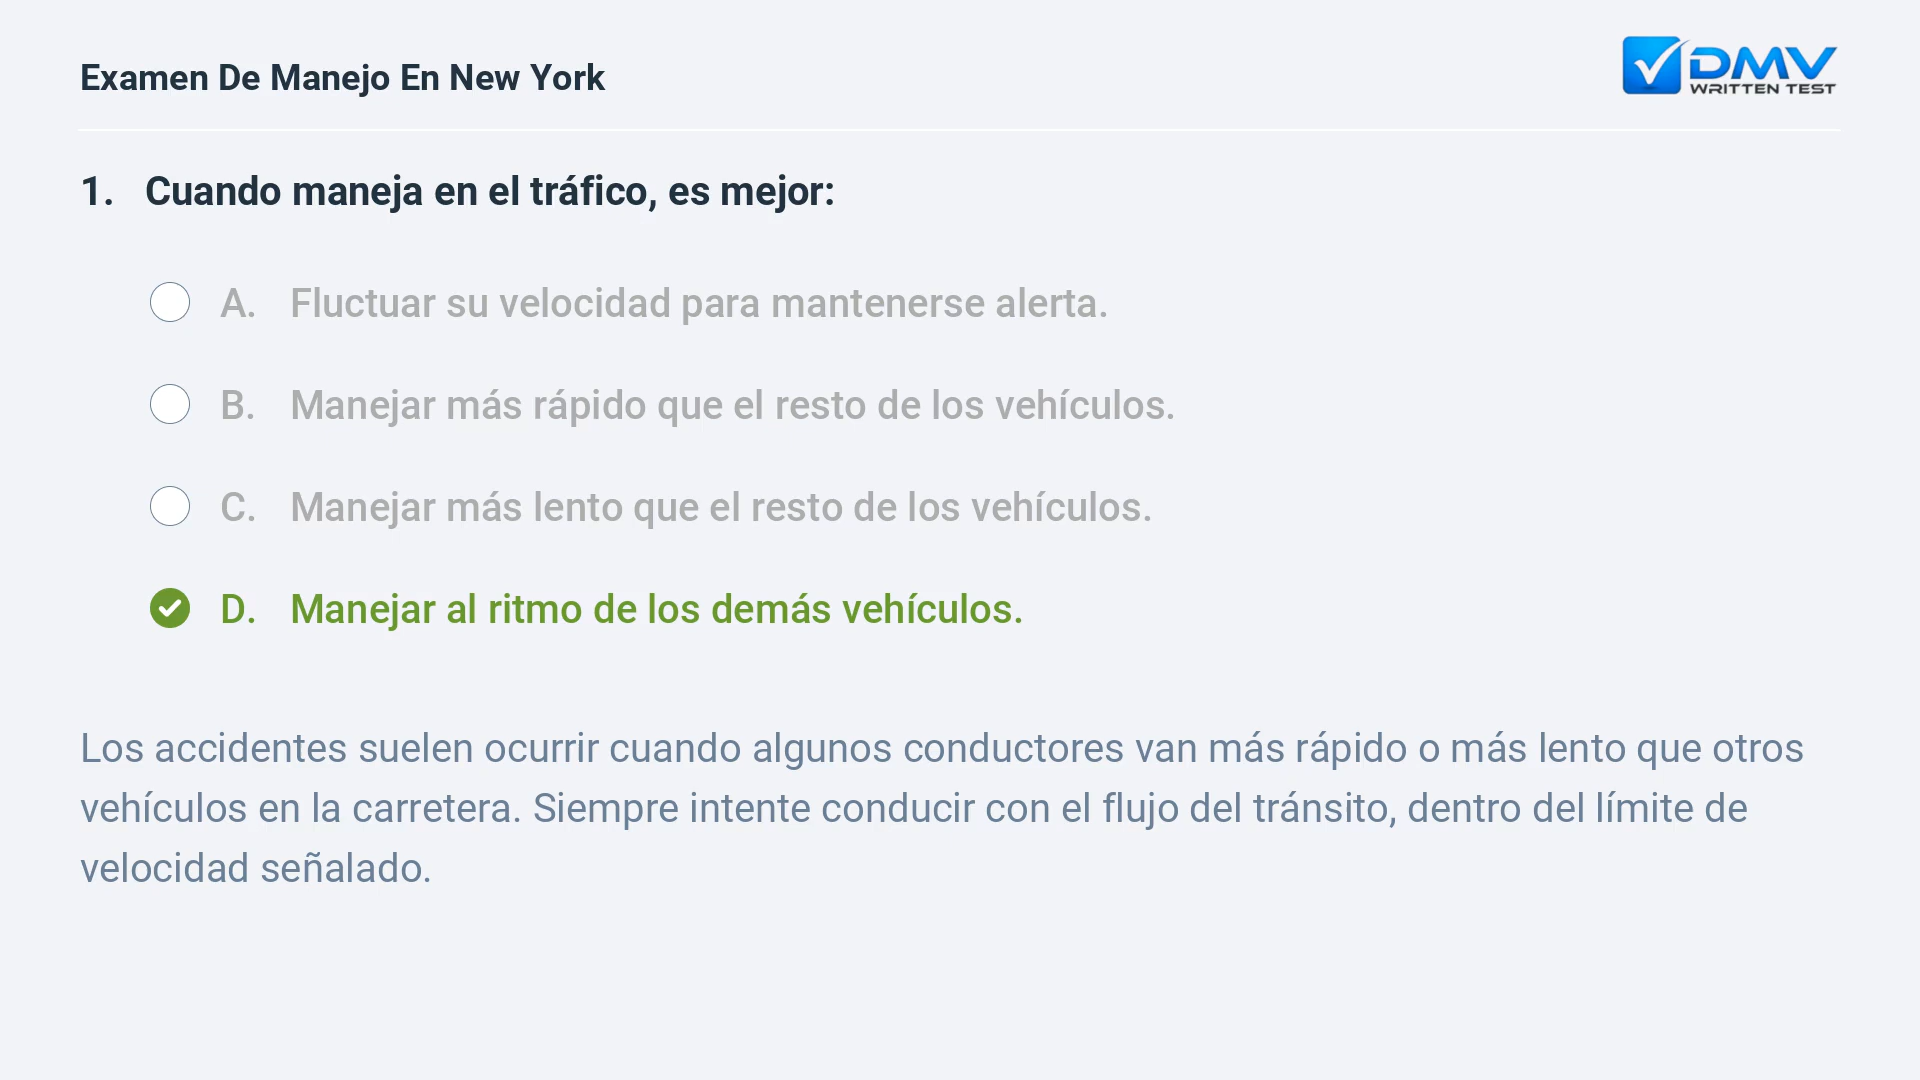 Examen De Manejo En New York
DMV
WRITTEN TEST
1. Cuando maneja en el tráfico, es mejor:
A. Fluctuar su velocidad para mantenerse alerta.
B. Manejar más rápido que el resto de los vehículos.
C. Manejar más lento que el resto de los vehículos.
D. Manejar al ritmo de los demás vehículos.
Los accidentes suelen ocurrir cuando algunos conductores van más rápido o más lento que otros
vehículos en la carretera. Siempre intente conducir con el flujo del tránsito, dentro del límite de
velocidad señalado.